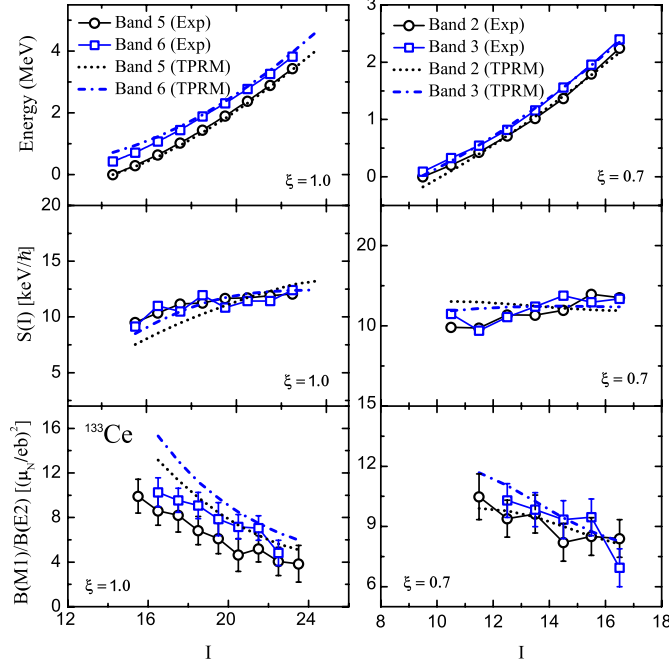 Band 5 (Exp)
Band 6 (Exp)
Band 5 (TPRM)
Band 6 (TPRM)
Energy (MeV)
4
2
0
ξ = 1.0
Band 2 (Exp)
Band 3 (Exp)
Band 2 (TPRM)
Band 3 (TPRM)
3
2
1
0
ξ = 0.7
S(I) [keV/ħ]
20
15
10
5
ξ = 1.0
20
10
15
ξ = 0.7
B(M1)/B(E2) [(μN/eb)²]
¹³³Ce
16
12
8
4
0
ξ = 1.0
12
9
6
ξ = 0.7
12 16 20 24
8 10 12 14 16 18
I
I